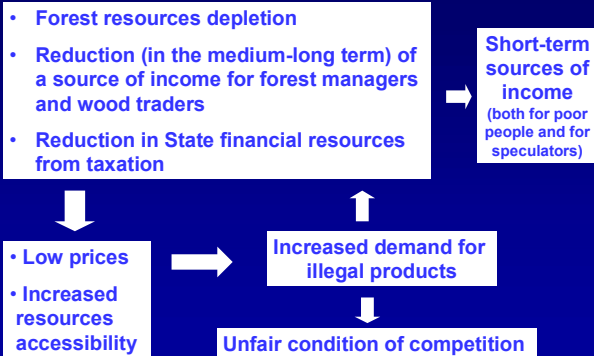 • Forest resources depletion
• Reduction (in the medium-long term) of
a source of income for forest managers
and wood traders
• Reduction in State financial resources
from taxation
Short-term
sources of
income
(both for poor
people and for
speculators)
• Low prices
• Increased
resources
accessibility
Increased demand for
illegal products
Unfair condition of competition